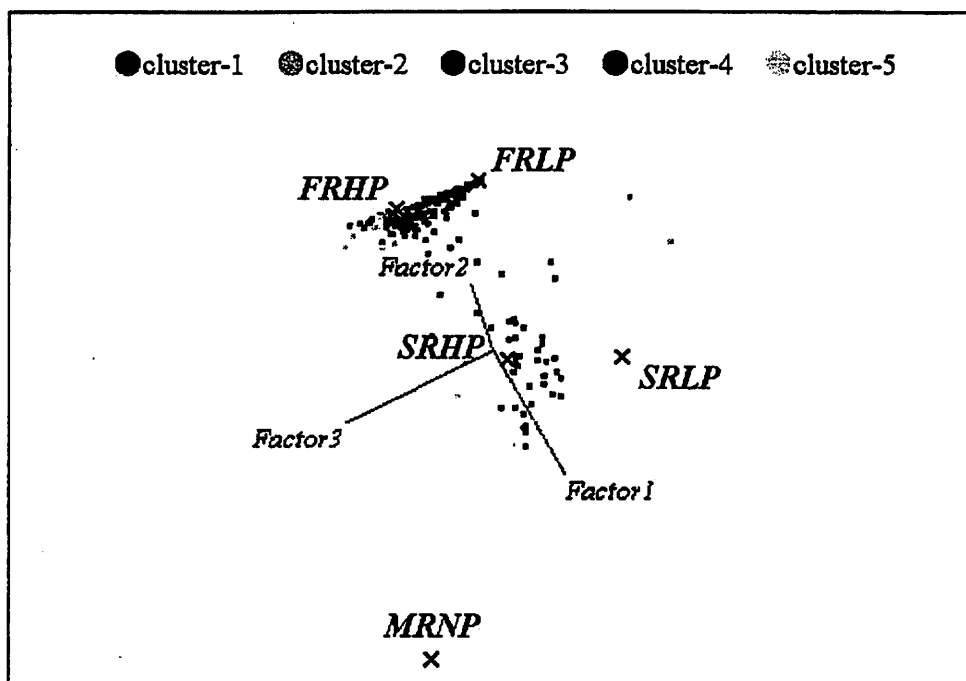 cluster-1 cluster-2 cluster-3 cluster-4 cluster-5
FRLP
FRHP
Factor2
SRHP
SRLP
Factor3
Factor1
MRNP